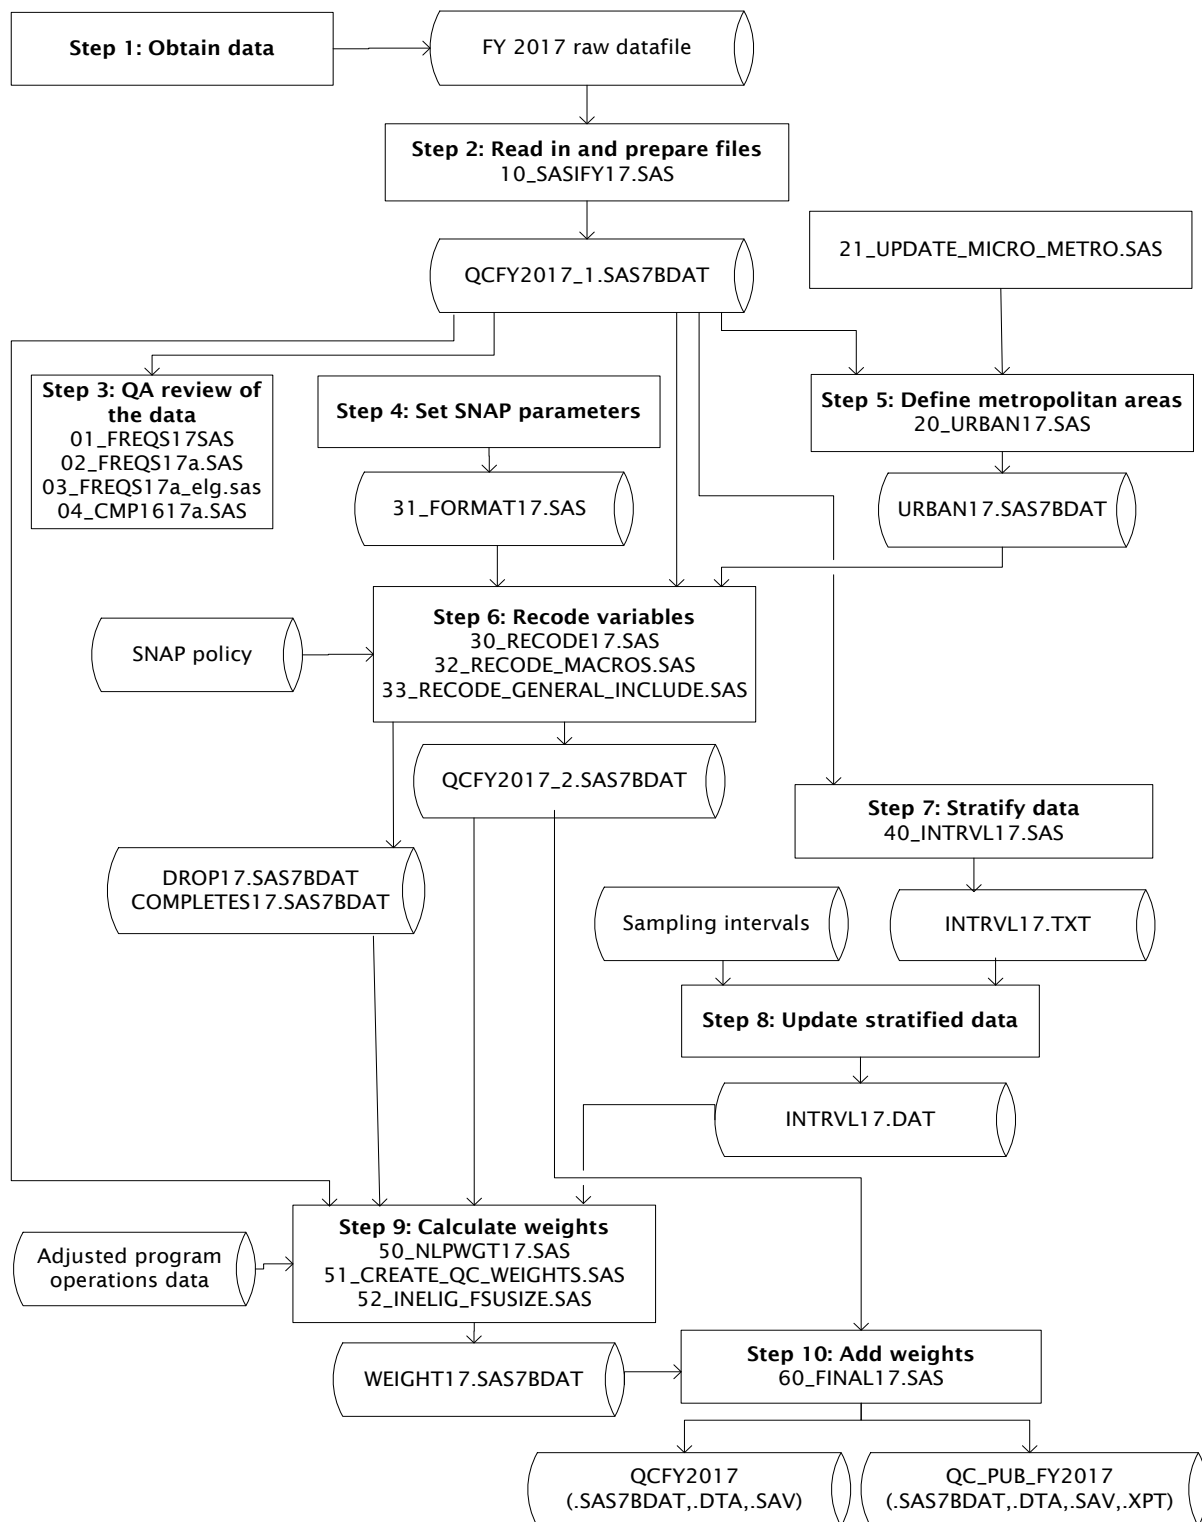 Step 1: Obtain data
FY 2017 raw datafile
Step 2: Read in and prepare files
10_SASIFY17.SAS
QCFY2017_1.SAS7BDAT
21_UPDATE_MICRO_METRO.SAS
Step 3: QA review of
the data
01_FREQS17SAS
02_FREQS17a.SAS
03_FREQS17a_elg.sas
04_CMP1617a.SAS
Step 4: Set SNAP parameters
Step 5: Define metropolitan areas
20_URBAN17.SAS
31_FORMAT17.SAS
URBAN17.SAS7BDAT
Step 6: Recode variables
30_RECODE17.SAS
32_RECODE_MACROS.SAS
33_RECODE_GENERAL_INCLUDE.SAS
SNAP policy
QCFY2017_2.SAS7BDAT
Step 7: Stratify data
40_INTRVL17.SAS
DROP17.SAS7BDAT
COMPLETES17.SAS7BDAT
Sampling intervals
INTRVL17.TXT
Step 8: Update stratified data
INTRVL17.DAT
Step 9: Calculate weights
50_NLPWGT17.SAS
51_CREATE_QC_WEIGHTS.SAS
52_INELIG_FSUSIZE.SAS
Adjusted program
operations data
WEIGHT17.SAS7BDAT
Step 10: Add weights
60_FINAL17.SAS
QCFY2017
(.SAS7BDAT,.DTA,.SAV)
QC_PUB_FY2017
(.SAS7BDAT,.DTA,.SAV,.XPT)